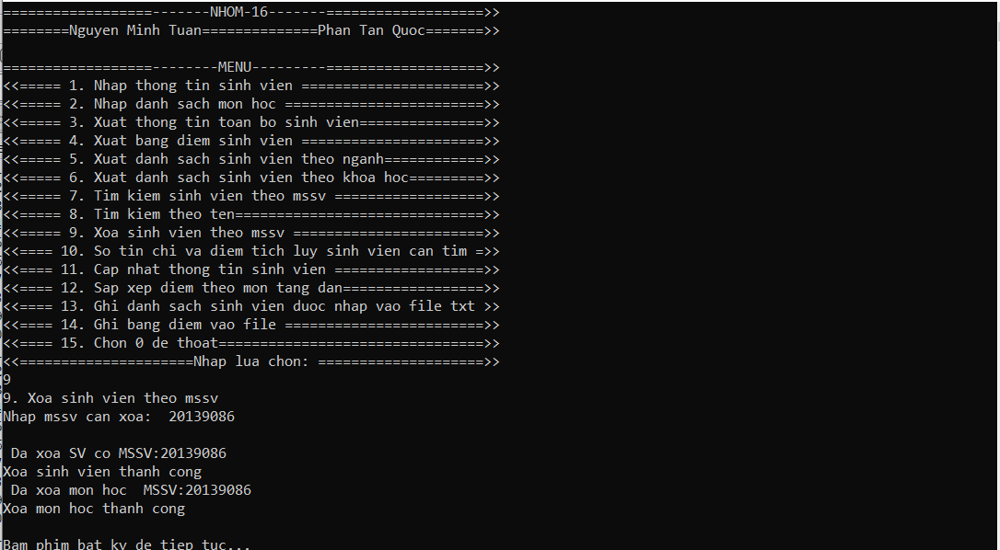 ==================-------NHOM-16-------===================>>
========Nguyen Minh Tuan==============Phan Tan Quoc=======>>
==================--------MENU---------===================>>
<<===== 1. Nhap thong tin sinh vien ======================>>
<<===== 2. Nhap danh sach mon hoc ========================>>
<<===== 3. Xuat thong tin toan bo sinh vien===============>>
<<===== 4. Xuat bang diem sinh vien ======================>>
<<===== 5. Xuat danh sach sinh vien theo nganh============>>
<<===== 6. Xuat danh sach sinh vien theo khoa hoc=========>>
<<===== 7. Tim kiem sinh vien theo mssv ==================>>
<<===== 8. Tim kiem theo ten==============================>>
<<===== 9. Xoa sinh vien theo mssv =======================>>
<<==== 10. So tin chi va diem tich luy sinh vien can tim =>>
<<==== 11. Cap nhat thong tin sinh vien ==================>>
<<==== 12. Sap xep diem theo mon tang dan=================>>
<<==== 13. Ghi danh sach sinh vien duoc nhap vao file txt >>
<<==== 14. Ghi bang diem vao file ========================>>
<<==== 15. Chon 0 de thoat================================>>
<<=====================Nhap lua chon: ====================>>
9
9. Xoa sinh vien theo mssv
Nhap mssv can xoa:  20139086
Da xoa SV co MSSV:20139086
Xoa sinh vien thanh cong
Da xoa mon hoc  MSSV:20139086
Xoa mon hoc thanh cong
Bam phim bat ky de tiep tuc...